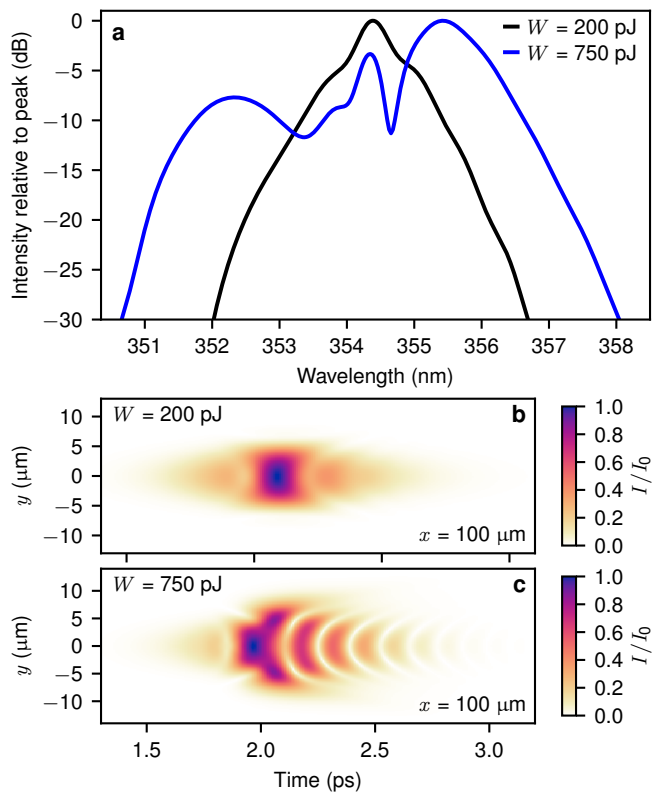 a
W = 200 pJ
W = 750 pJ
Intensity relative to peak (dB)
0
−5
−10
−15
−20
−25
−30
351 352 353 354 355 356 357 358
Wavelength (nm)
W = 200 pJ b
y (μm)
10
5
0
−5
−10
x = 100 μm
1.0
0.8
0.6
0.4
0.2
0.0
I/I₀
W = 750 pJ c
y (μm)
10
5
0
−5
−10
x = 100 μm
1.0
0.8
0.6
0.4
0.2
0.0
I/I₀
1.5 2.0 2.5 3.0
Time (ps)